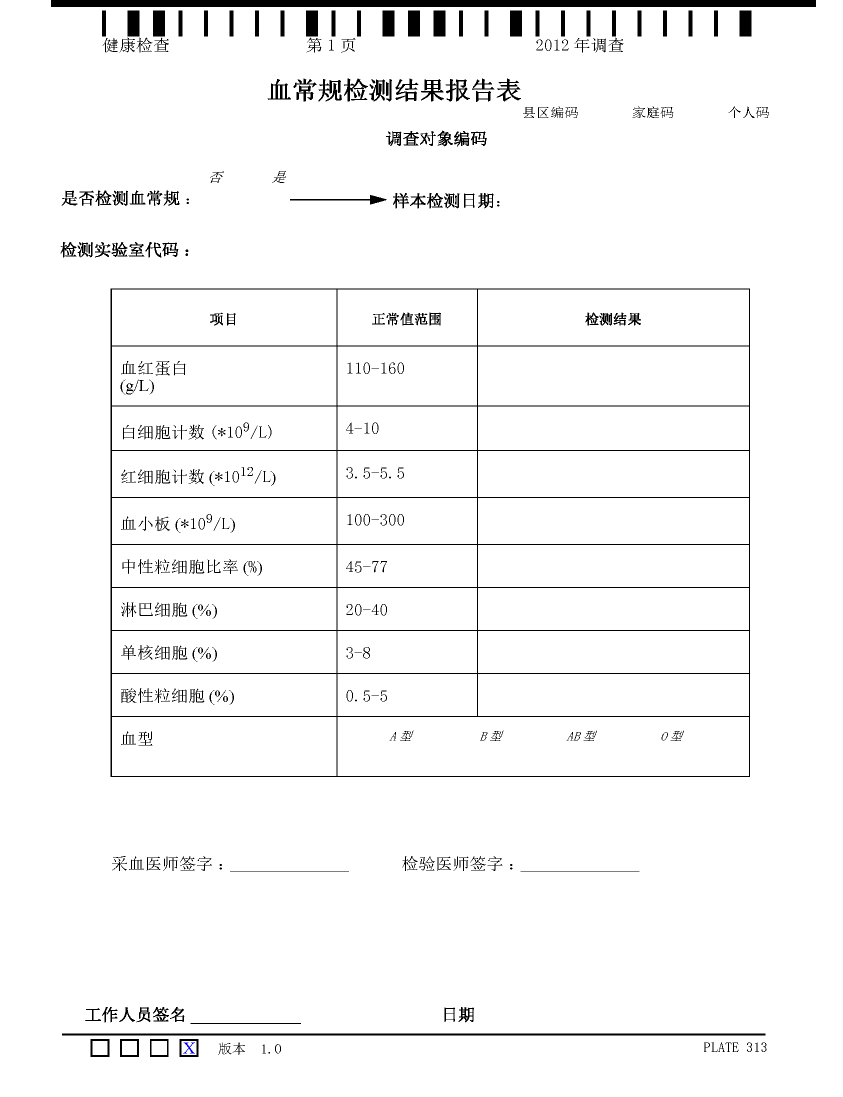 健康检查 第 1 页 2012 年调查
血常规检测结果报告表
县区编码 家庭码 个人码
调查对象编码
否 是
是否检测血常规： 样本检测日期：
检测实验室代码：
项目 正常值范围 检测结果
血红蛋白 110-160
(g/L)
白细胞计数 (*10⁹/L) 4-10
红细胞计数 (*10¹²/L) 3.5-5.5
血小板 (*10⁹/L) 100-300
中性粒细胞比率 (%) 45-77
淋巴细胞 (%) 20-40
单核细胞 (%) 3-8
酸性粒细胞 (%) 0.5-5
血型 A 型 B 型 AB 型 O 型
采血医师签字：______________ 检验医师签字：______________
工作人员签名 _____________ 日期
X 版本 1.0 PLATE 313